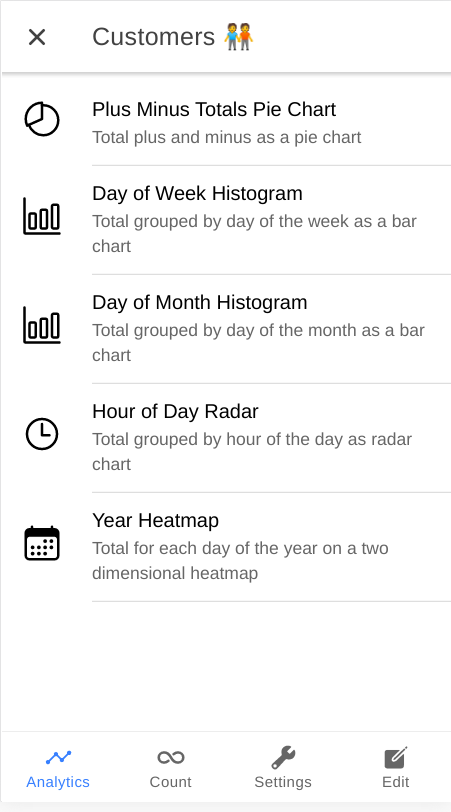 Customers 🧑‍🤝‍🧑
Plus Minus Totals Pie Chart
Total plus and minus as a pie chart
Day of Week Histogram
Total grouped by day of the week as a bar
chart
Day of Month Histogram
Total grouped by day of the month as a bar
chart
Hour of Day Radar
Total grouped by hour of the day as radar
chart
Year Heatmap
Total for each day of the year on a two
dimensional heatmap
Analytics Count Settings Edit